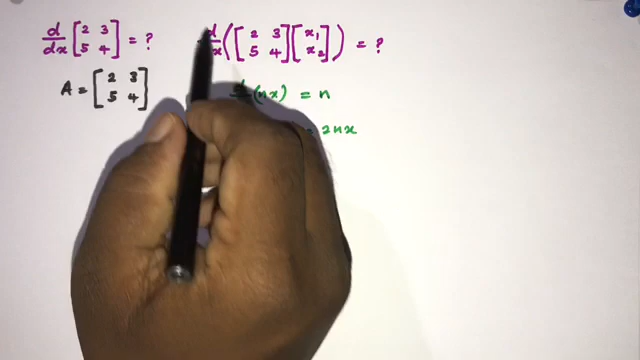 d/dx [2 3 5 4] = ? d/dx ([2 3 5 4] [x₁ x₂]) = ?
A = [2 3 5 4] (nx) = n
= 2nx